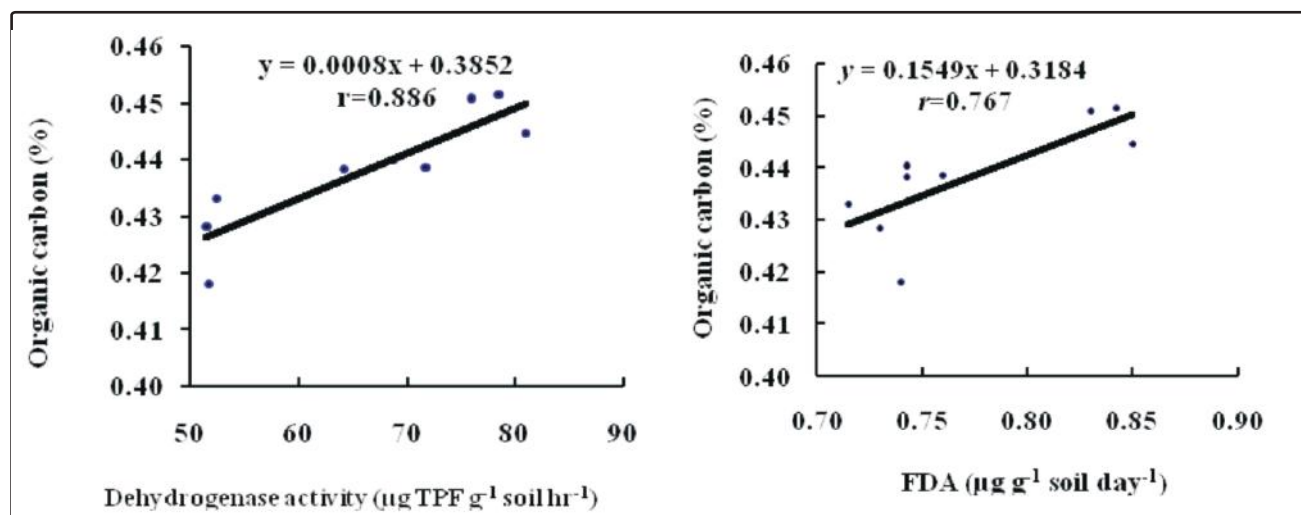 y = 0.0008x + 0.3852
r=0.886
Organic carbon (%)
0.46
0.45
0.44
0.43
0.42
0.41
0.40
50 60 70 80 90
Dehydrogenase activity (µg TPF g⁻¹ soil hr⁻¹)
y = 0.1549x + 0.3184
r=0.767
Organic carbon (%)
0.46
0.45
0.44
0.43
0.42
0.41
0.40
0.70 0.75 0.80 0.85 0.90
FDA (µg g⁻¹ soil day⁻¹)